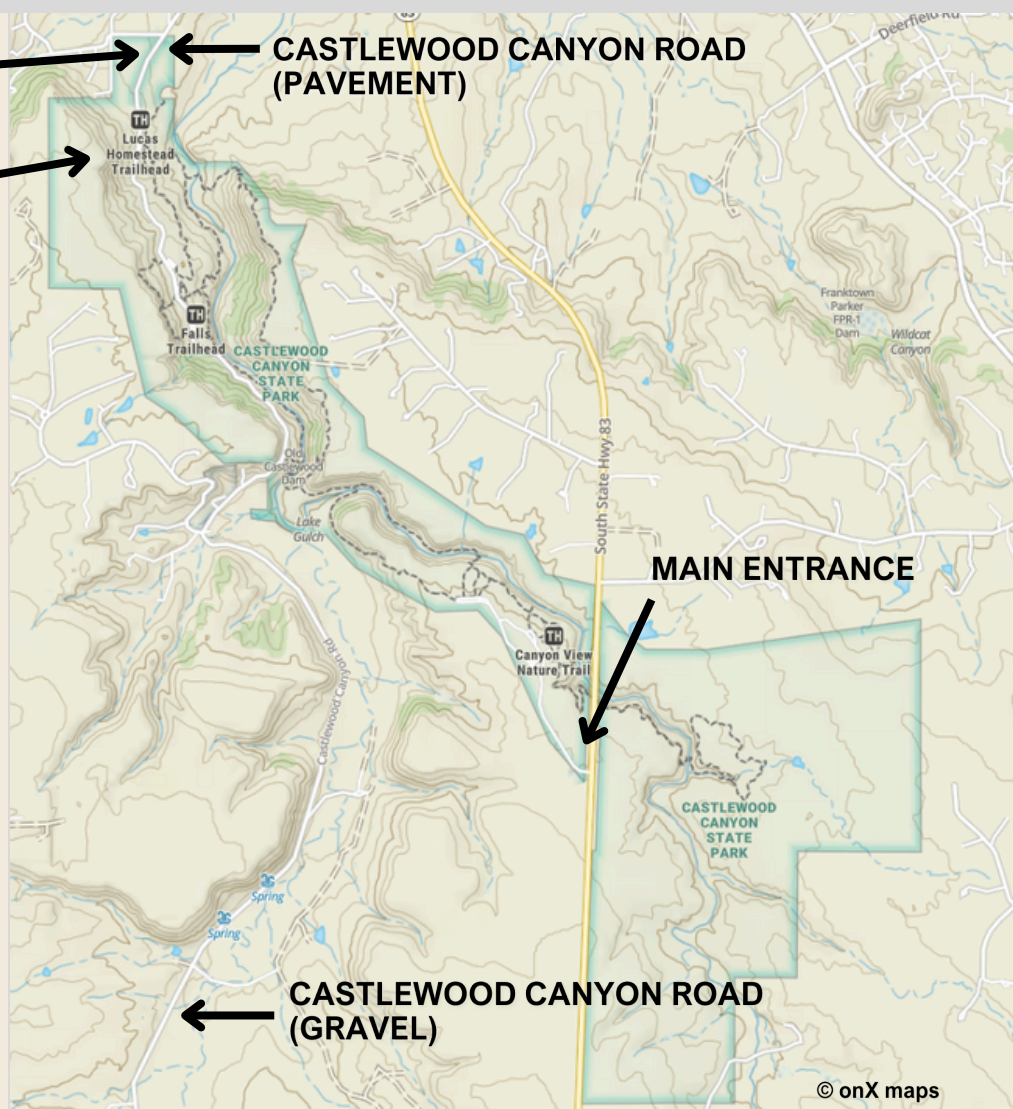 83
Deerfield Rd
CASTLEWOOD CANYON ROAD
(PAVEMENT)
TH
Lucas
Homestead
Trailhead
Franktown
Parker
FPR-1
Dam
Wildcat
Canyon
TH
Falls
Trailhead
CASTLEWOOD
CANYON
STATE
PARK
Old
Castlewood
Dam
South State Hwy 83
Lake
Gulch
MAIN ENTRANCE
TH
Canyon View
Nature Trail
Castlewood Canyon Rd
CASTLEWOOD
CANYON
STATE
PARK
Spring
Spring
CASTLEWOOD CANYON ROAD
(GRAVEL)
© onX maps